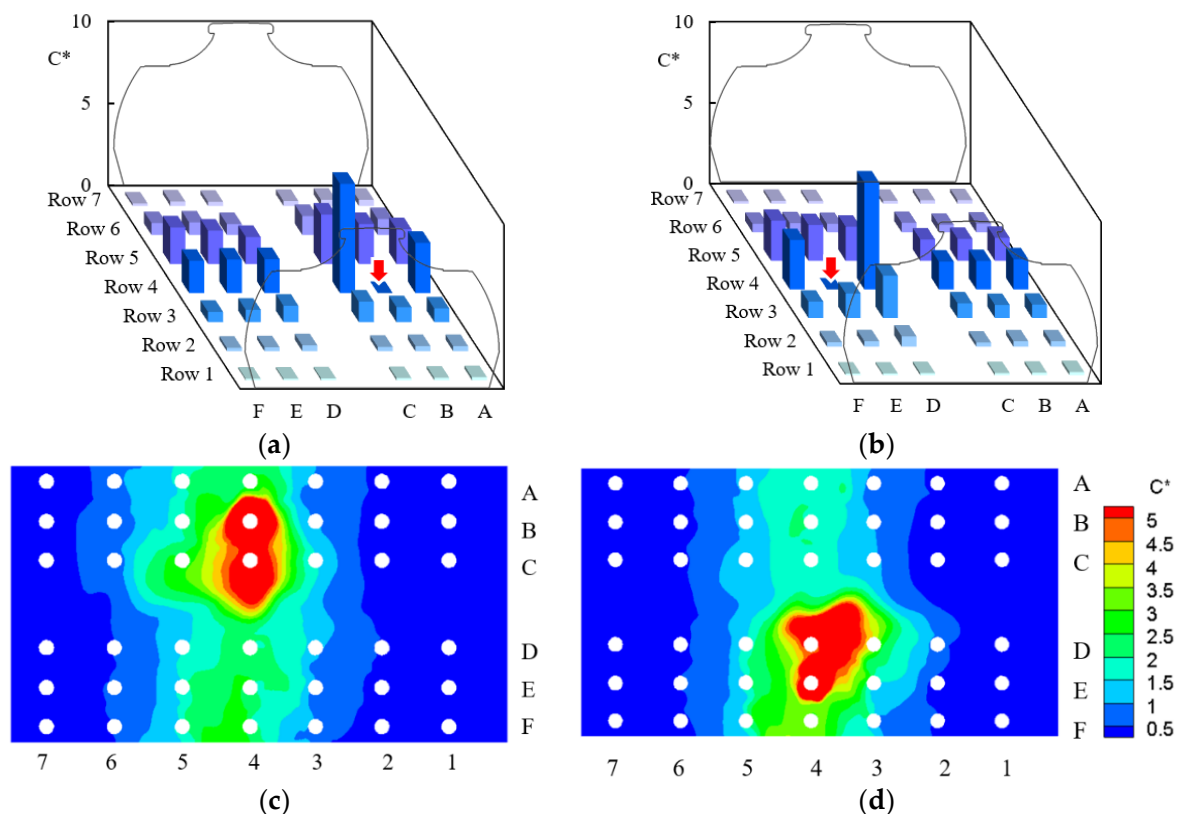 10
C*
5
0
Row 7
Row 6
Row 5
Row 4
Row 3
Row 2
Row 1
F E D C B A
(a)
10
C*
5
0
Row 7
Row 6
Row 5
Row 4
Row 3
Row 2
Row 1
F E D C B A
(b)
A
B
C
D
E
F
7 6 5 4 3 2 1
(c)
A
B
C
D
E
F
7 6 5 4 3 2 1
(d)
C*
5
4.5
4
3.5
3
2.5
2
1.5
1
0.5